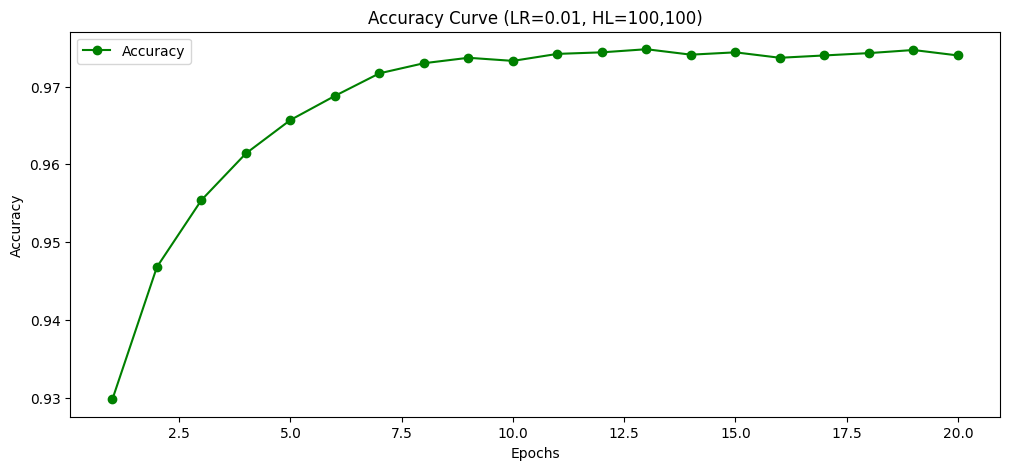 Accuracy Curve (LR=0.01, HL=100,100)
Accuracy
0.97
0.96
0.95
0.94
0.93
Accuracy
2.5 5.0 7.5 10.0 12.5 15.0 17.5 20.0
Epochs